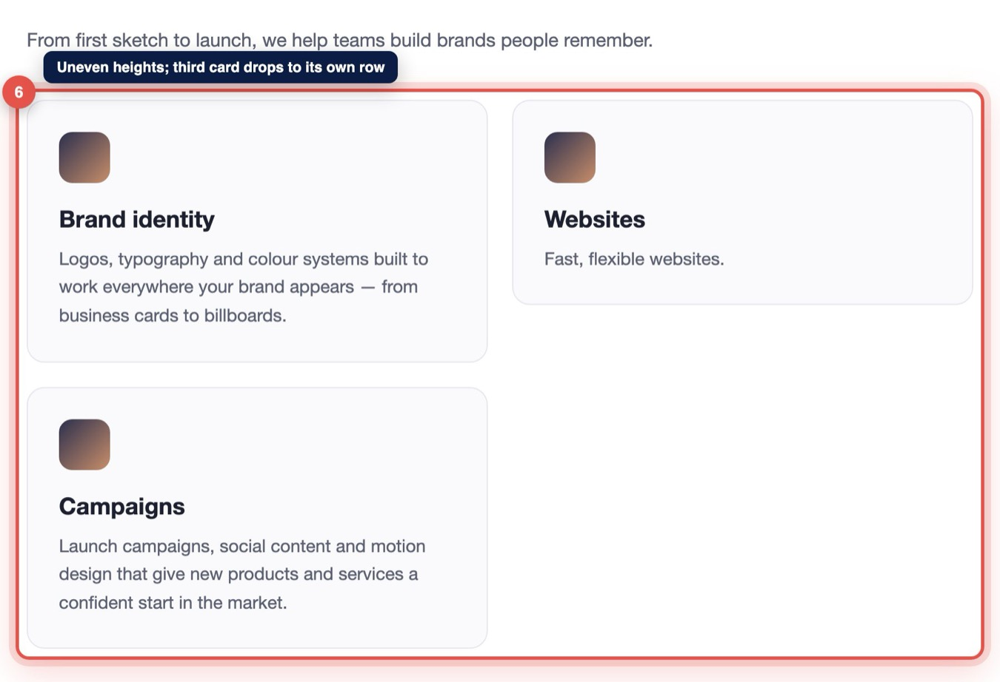 From first sketch to launch, we help teams build brands people remember.
Uneven heights; third card drops to its own row
6
Brand identity
Logos, typography and colour systems built to
work everywhere your brand appears — from
business cards to billboards.
Websites
Fast, flexible websites.
Campaigns
Launch campaigns, social content and motion
design that give new products and services a
confident start in the market.